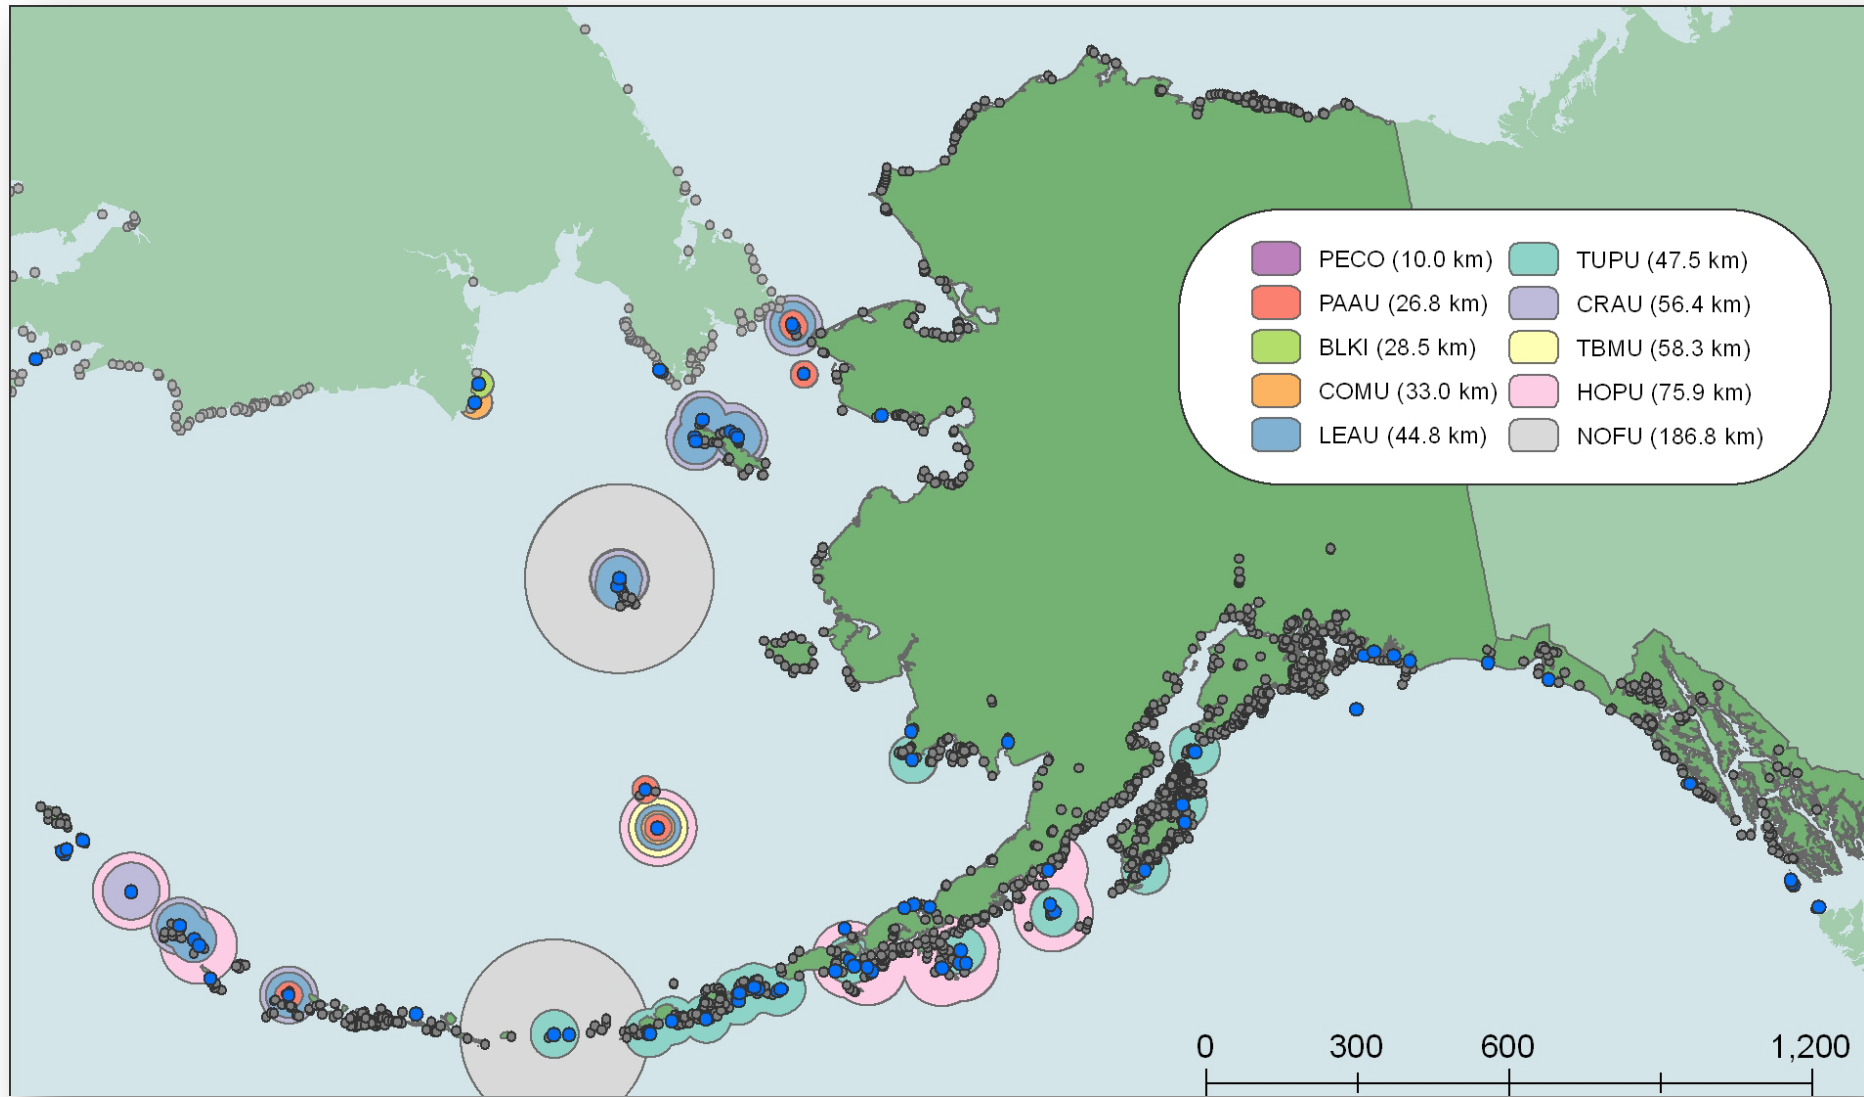 PECO (10.0 km) TUPU (47.5 km)
PAAU (26.8 km) CRAU (56.4 km)
BLKI (28.5 km) TBMU (58.3 km)
COMU (33.0 km) HOPU (75.9 km)
LEAU (44.8 km) NOFU (186.8 km)
0 300 600 1,200